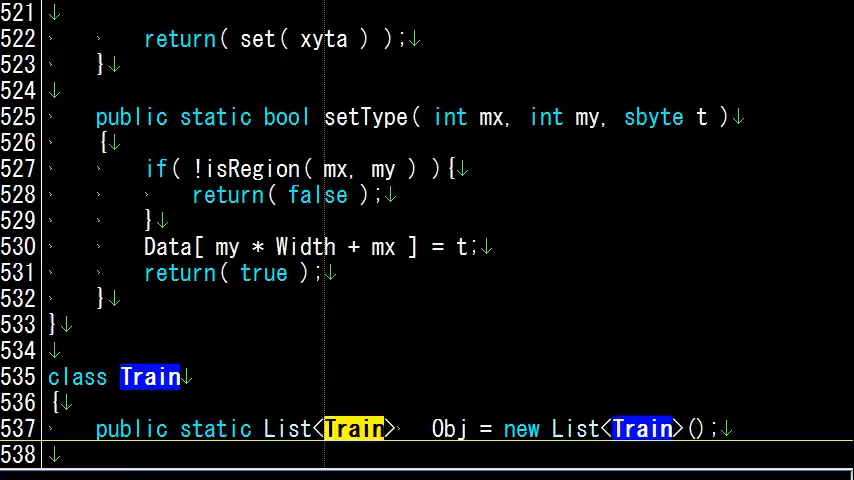 521 ↓
522 return( set( xyta ) );↓
523 }↓
524 ↓
525 public static bool setType( int mx, int my, sbyte t )↓
526 {↓
527 if( !isRegion( mx, my ) ){↓
528 return( false );↓
529 }↓
530 Data[ my * Width + mx ] = t;↓
531 return( true );↓
532 }↓
533 }↓
534 ↓
535 class Train↓
536 {↓
537 public static List<Train> Obj = new List<Train>();↓
538 ↓